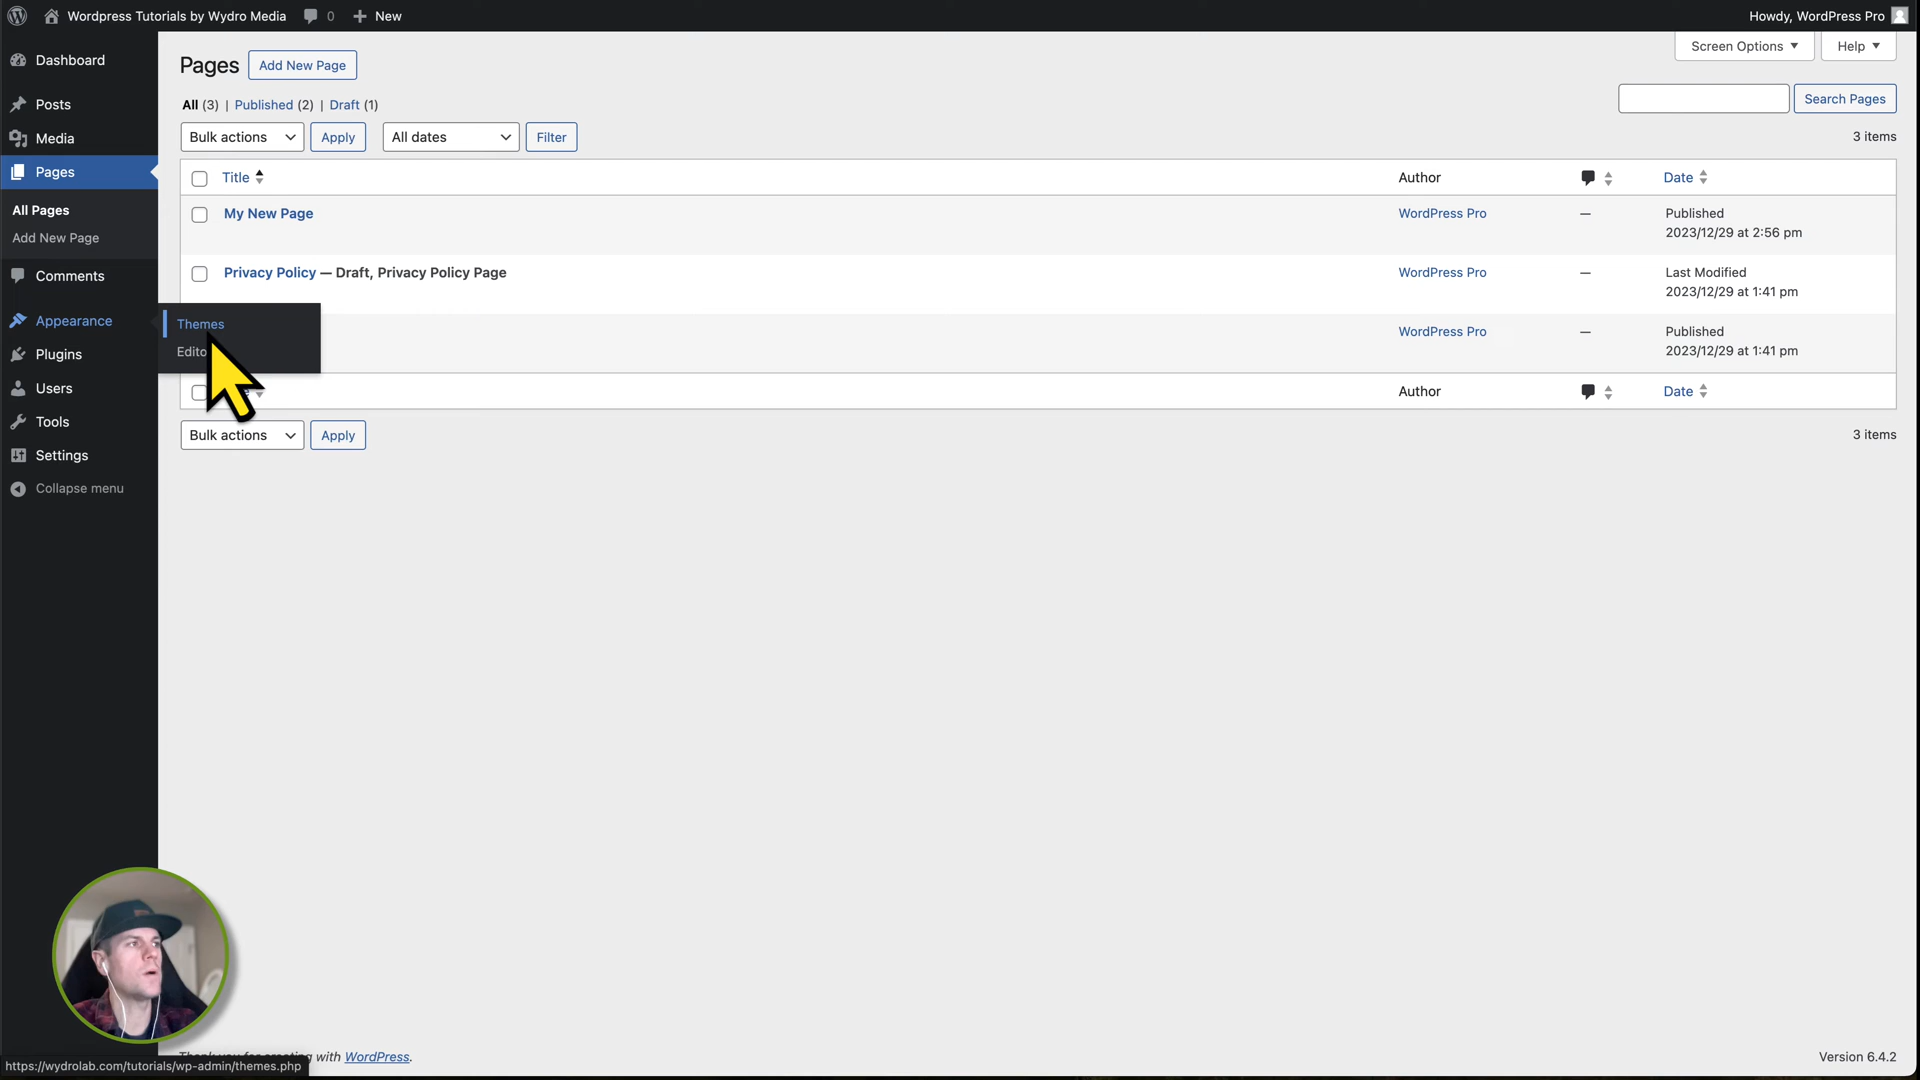 Wordpress Tutorials by Wydro Media 0 New Howdy, WordPress Pro
Dashboard
Posts
Media
Pages
All Pages
Add New Page
Comments
Appearance
Themes
Plugins
Users
Tools
Settings
Collapse menu
Pages Add New Page Screen Options Help
All (3) | Published (2) | Draft (1) Search Pages
Bulk actions Apply All dates Filter 3 items
Title Author Date
My New Page WordPress Pro — Published
2023/12/29 at 2:56 pm
Privacy Policy — Draft, Privacy Policy Page WordPress Pro — Last Modified
2023/12/29 at 1:41 pm
WordPress Pro — Published
2023/12/29 at 1:41 pm
Author Date
Bulk actions Apply 3 items
with WordPress. Version 6.4.2
https://wydrolab.com/tutorials/wp-admin/themes.php